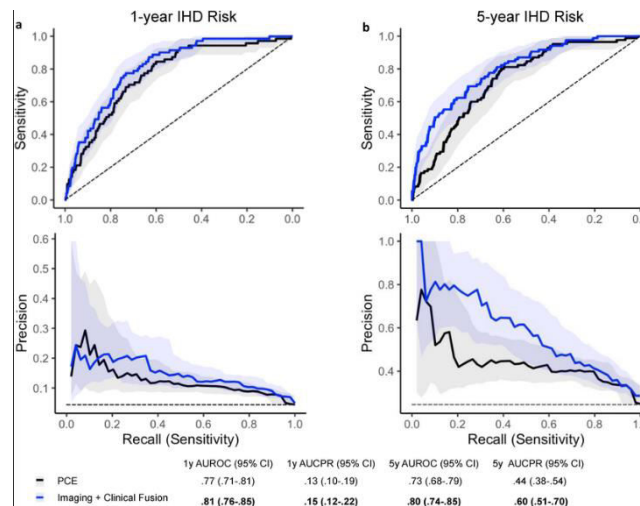 a 1-year IHD Risk
b 5-year IHD Risk
1.0
0.8
0.6
0.4
0.2
0.0
Sensitivity
1.0 0.8 0.6 0.4 0.2 0.0
1.0
0.8
0.6
0.4
0.2
0.0
Sensitivity
1.0 0.8 0.6 0.4 0.2 0.0
0.6
0.5
0.4
0.3
0.2
0.1
Precision
0.0 0.2 0.4 0.6 0.8 1.0
Recall (Sensitivity)
1.0
0.8
0.6
0.4
Precision
0.0 0.2 0.4 0.6 0.8 1.0
Recall (Sensitivity)
1y AUROC (95% CI) 1y AUCPR (95% CI) 5y AUROC (95% CI) 5y AUCPR (95% CI)
PCE .77 (.71-.81) .13 (.10-.19) .73 (.68-.79) .44 (.38-.54)
Imaging + Clinical Fusion .81 (.76-.85) .15 (.12-.22) .80 (.74-.85) .60 (.51-.70)